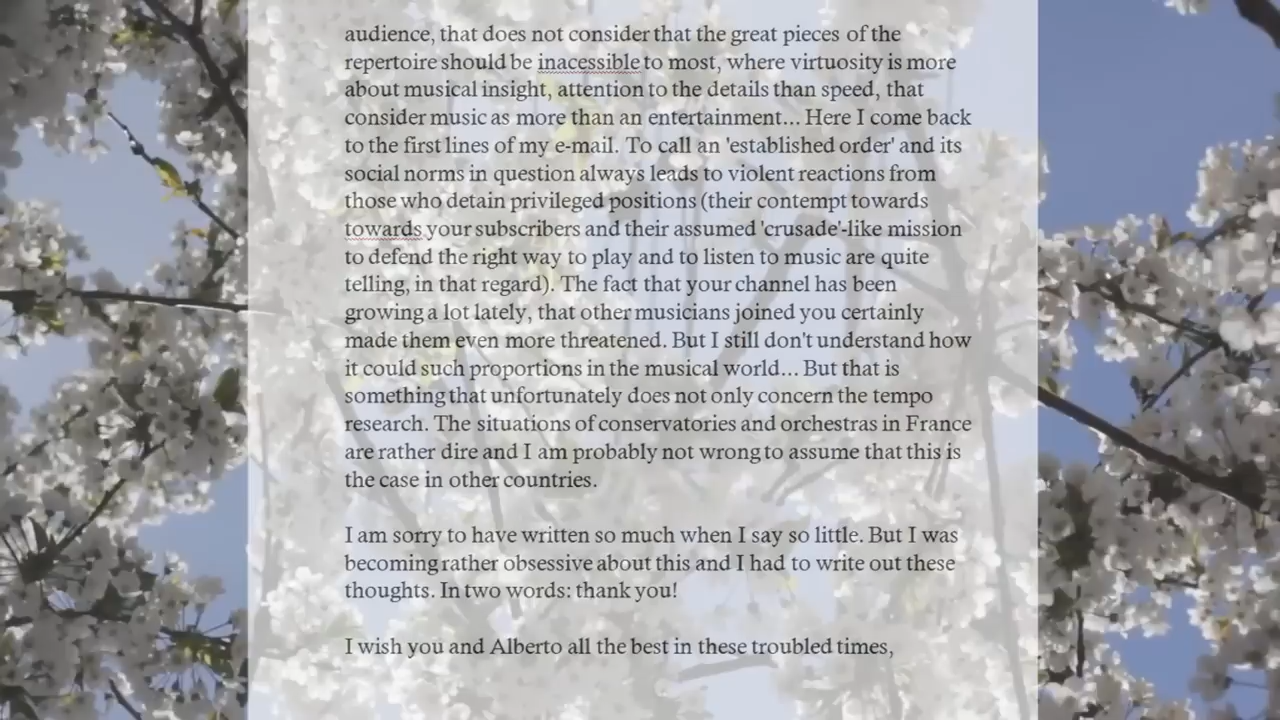 audience, that does not consider that the great pieces of the
repertoire should be inacessible to most, where virtuosity is more
about musical insight, attention to the details than speed, that
consider music as more than an entertainment... Here I come back
to the first lines of my e-mail. To call an 'established order' and its
social norms in question always leads to violent reactions from
those who detain privileged positions (their contempt towards
towards your subscribers and their assumed 'crusade'-like mission
to defend the right way to play and to listen to music are quite
telling, in that regard). The fact that your channel has been
growing a lot lately, that other musicians joined you certainly
made them even more threatened. But I still don't understand how
it could such proportions in the musical world... But that is
something that unfortunately does not only concern the tempo
research. The situations of conservatories and orchestras in France
are rather dire and I am probably not wrong to assume that this is
the case in other countries.
I am sorry to have written so much when I say so little. But I was
becoming rather obsessive about this and I had to write out these
thoughts. In two words: thank you!
I wish you and Alberto all the best in these troubled times,